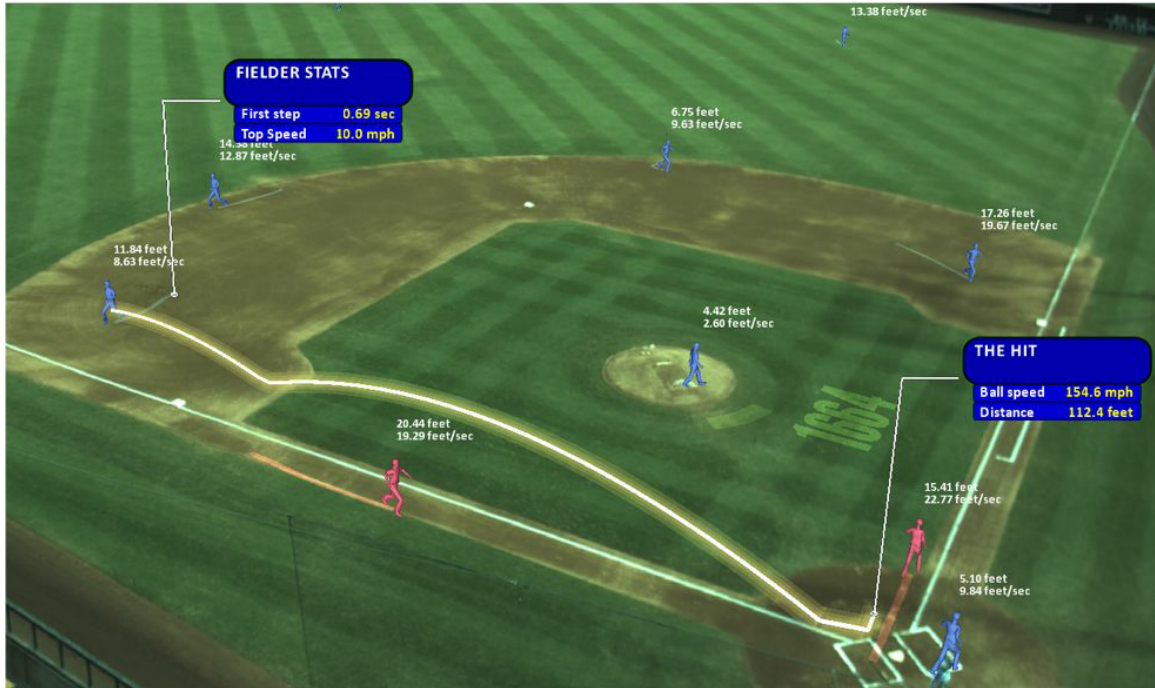 13.38 feet/sec
FIELDER STATS
First step 0.69 sec
Top Speed 10.0 mph
14.38 feet
12.87 feet/sec
6.75 feet
9.63 feet/sec
17.26 feet
19.67 feet/sec
11.84 feet
8.63 feet/sec
4.42 feet
2.60 feet/sec
THE HIT
Ball speed 154.6 mph
Distance 112.4 feet
1864
20.44 feet
19.29 feet/sec
15.41 feet
22.77 feet/sec
5.10 feet
9.84 feet/sec